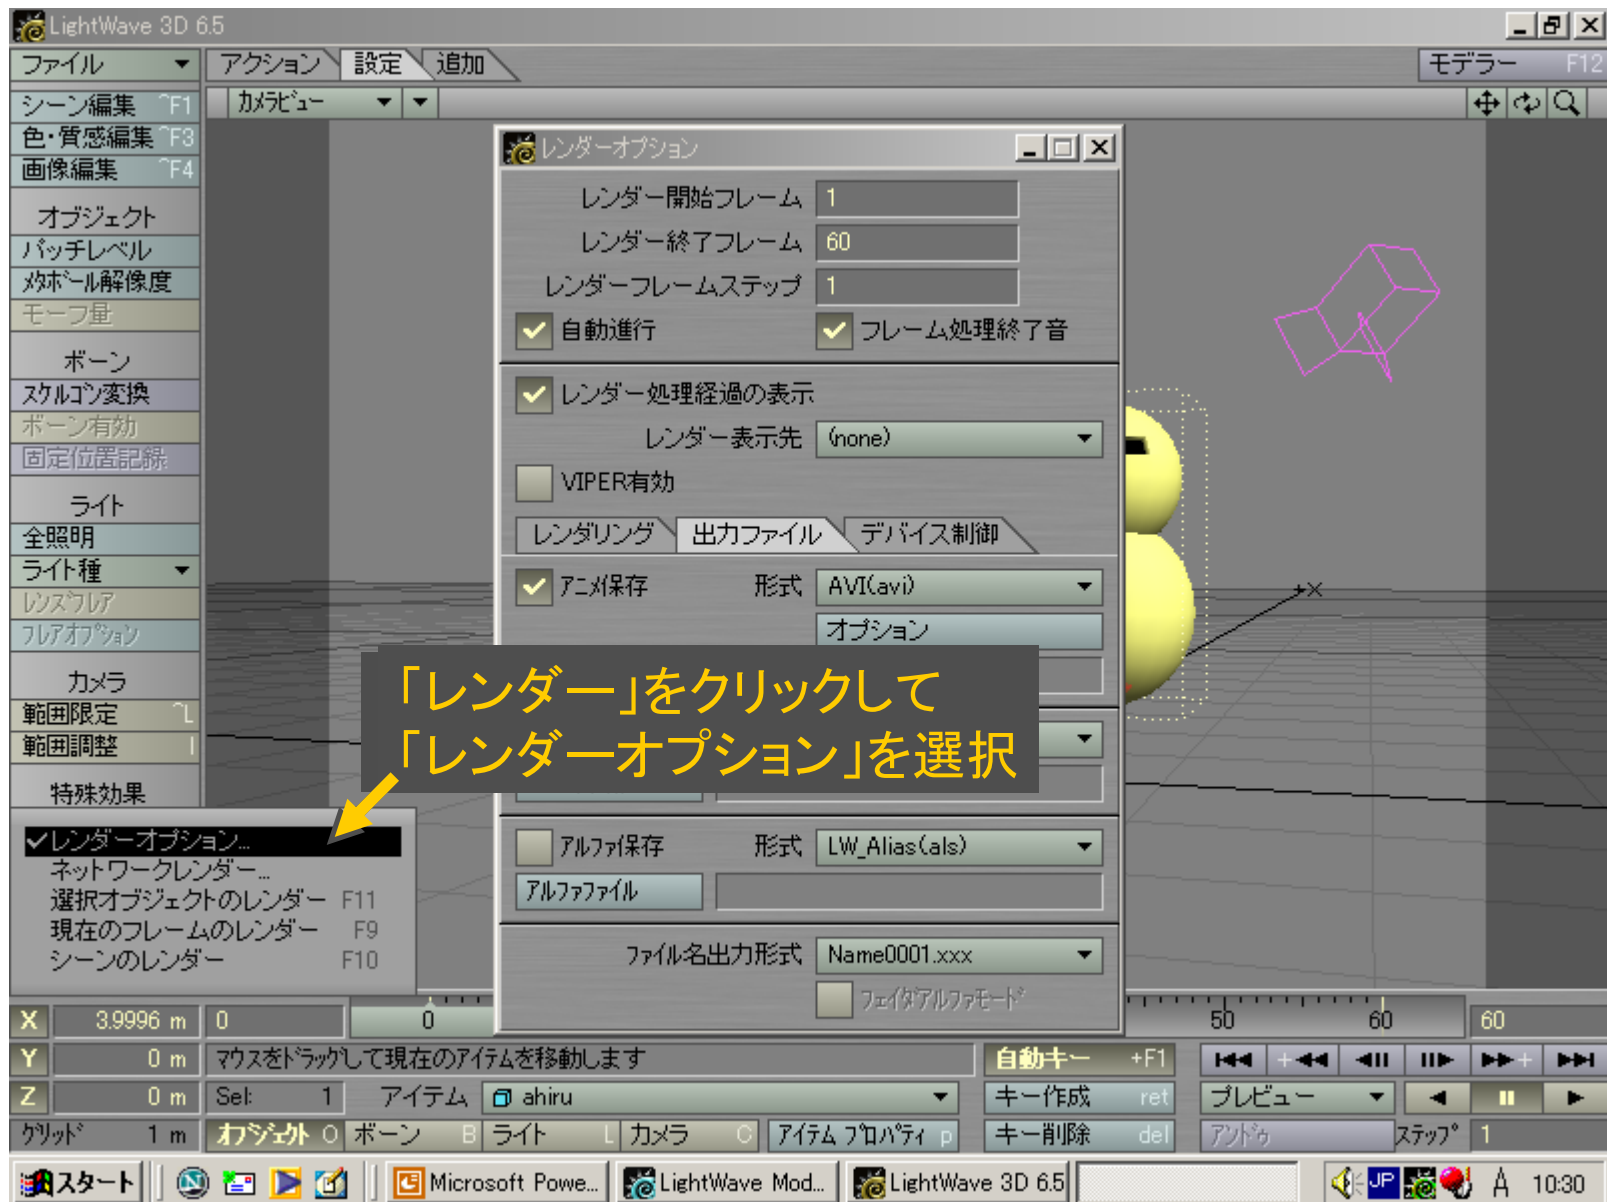 LightWave 3D 6.5
ファイル
アクション 設定 追加
モデラー F12
シーン編集 ^F1
カメラビュー
色・質感編集 ^F3
画像編集 ^F4
オブジェクト
パッチレベル
メタボール解像度
モーフ量
ボーン
スケルゴン変換
ボーン有効
固定位置記録
ライト
全照明
ライト種
レンズフレア
フレアオプション
カメラ
範囲限定 ^L
範囲調整 |
特殊効果
レンダーオプション
レンダー開始フレーム 1
レンダー終了フレーム 60
レンダーフレームステップ 1
自動進行 フレーム処理終了音
レンダー処理経過の表示
レンダー表示先 (none)
VIPER有効
レンダリング 出力ファイル デバイス制御
アニメ保存 形式 AVI(avi)
オプション
「レンダー」をクリックして
「レンダーオプション」を選択
アルファ保存 形式 LW_Alias(als)
アルファファイル
ファイル名出力形式 Name0001.xxx
フェイダアルファモード
レンダーオプション...
ネットワークレンダー...
選択オブジェクトのレンダー F11
現在のフレームのレンダー F9
シーンのレンダー F10
X 3.9996 m 0 0 50 60 60
Y 0 m マウスをドラッグして現在のアイテムを移動します 自動キー +F1
Z 0 m Sel: 1 アイテム ahiru キー作成 ret プレビュー
グリッド 1 m オブジェクト O ボーン B ライト L カメラ C アイテム プロパティ p キー削除 del アンドゥ ステップ 1
スタート Microsoft Powe... LightWave Mod... LightWave 3D 6.5 JP A 10:30